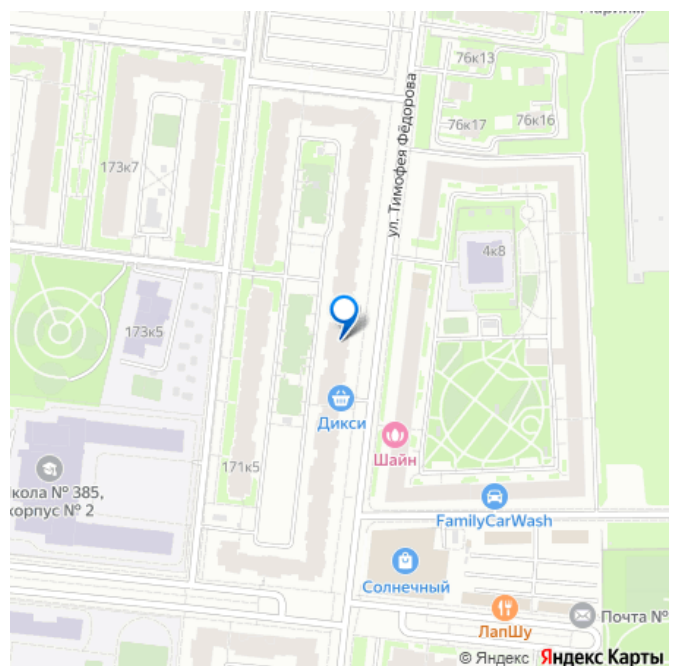 76к13
ул. Тимофея Фёдорова
76к17
76к16
173к7
4к8
173к5
Дикси
Шайн
171к5
кола № 385,
корпус № 2
FamilyCarWash
Солнечный
ЛапШу
Почта №
© Яндекс Яндекс Карты